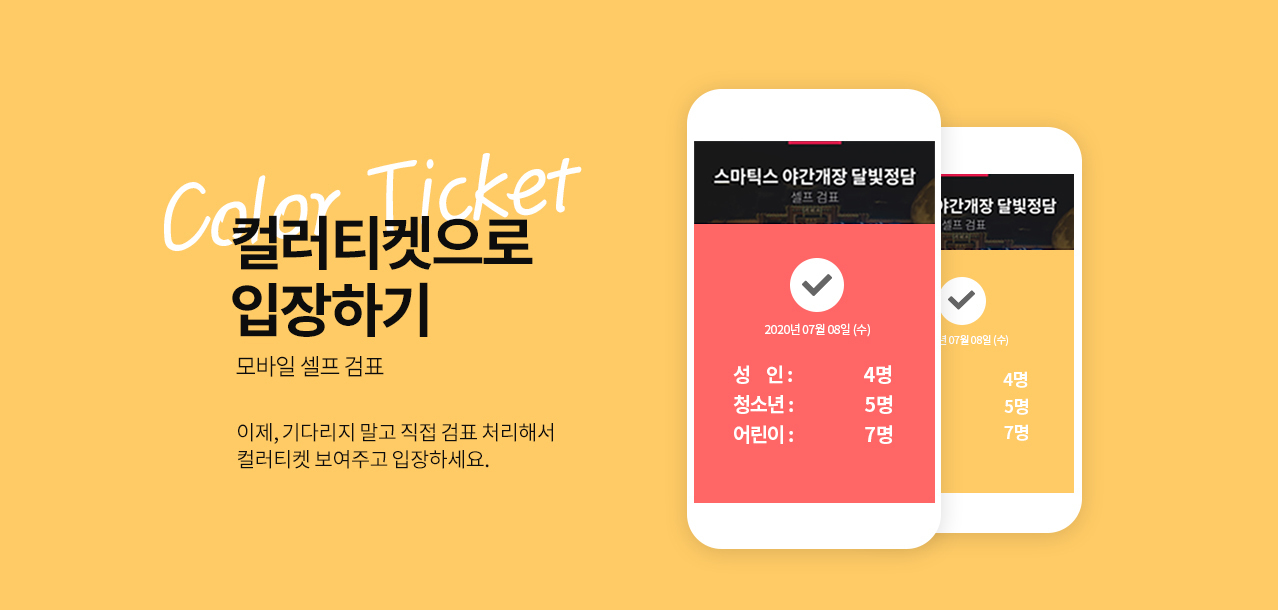 Color Ticket
컬러티켓으로
입장하기
모바일 셀프 검표
이제, 기다리지 말고 직접 검표 처리해서
컬러티켓 보여주고 입장하세요.
스마틱스 야간개장 달빛정담
셀프 검표
2020년 07월 08일 (수)
성 인 : 4명
청소년 : 5명
어린이 : 7명
야간개장 달빛정담
셀프 검표
년 07월 08일 (수)
4명
5명
7명